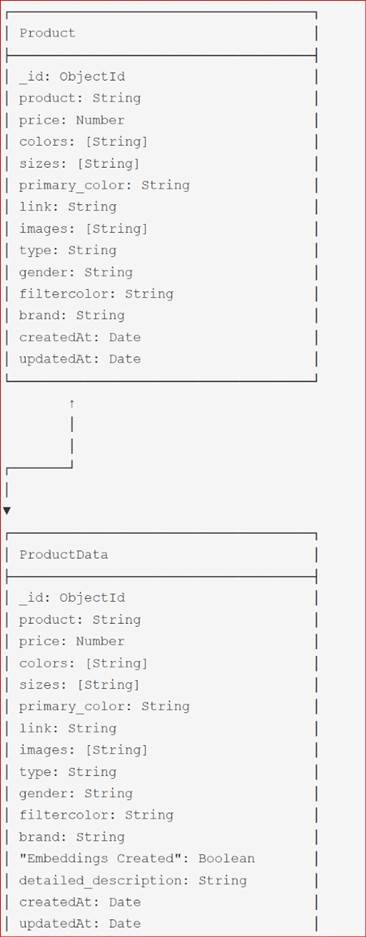 Product
_id: ObjectId
product: String
price: Number
colors: [String]
sizes: [String]
primary_color: String
link: String
images: [String]
type: String
gender: String
filtercolor: String
brand: String
createdAt: Date
updatedAt: Date
ProductData
_id: ObjectId
product: String
price: Number
colors: [String]
sizes: [String]
primary_color: String
link: String
images: [String]
type: String
gender: String
filtercolor: String
brand: String
"Embeddings Created": Boolean
detailed_description: String
createdAt: Date
updatedAt: Date